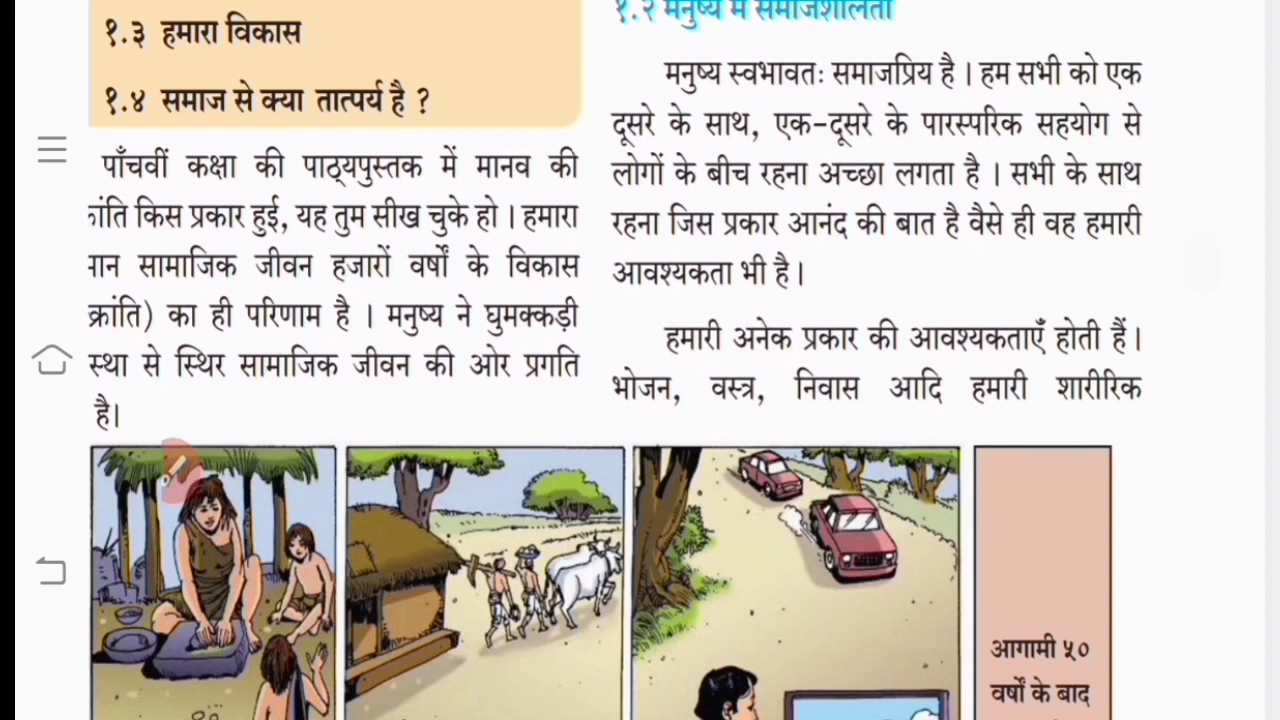 १.३ हमारा विकास
१.४ समाज से क्या तात्पर्य है ?
पाँचवीं कक्षा की पाठ्यपुस्तक में मानव की
किस प्रकार हुई, यह तुम सीख चुके हो । हमारा
सामाजिक जीवन हजारों वर्षों के विकास
क्रांति) का ही परिणाम है । मनुष्य ने घुमक्कड़ी
से स्थिर सामाजिक जीवन की ओर प्रगति
है।
१.२ मनुष्य में समाजशीलता
मनुष्य स्वभावतः समाजप्रिय है । हम सभी को एक
दूसरे के साथ, एक-दूसरे के पारस्परिक सहयोग से
लोगों के बीच रहना अच्छा लगता है । सभी के साथ
रहना जिस प्रकार आनंद की बात है वैसे ही वह हमारी
आवश्यकता भी है।
हमारी अनेक प्रकार की आवश्यकताएँ होती हैं।
भोजन, वस्त्र, निवास आदि हमारी शारीरिक
आगामी ५०
वर्षों के बाद